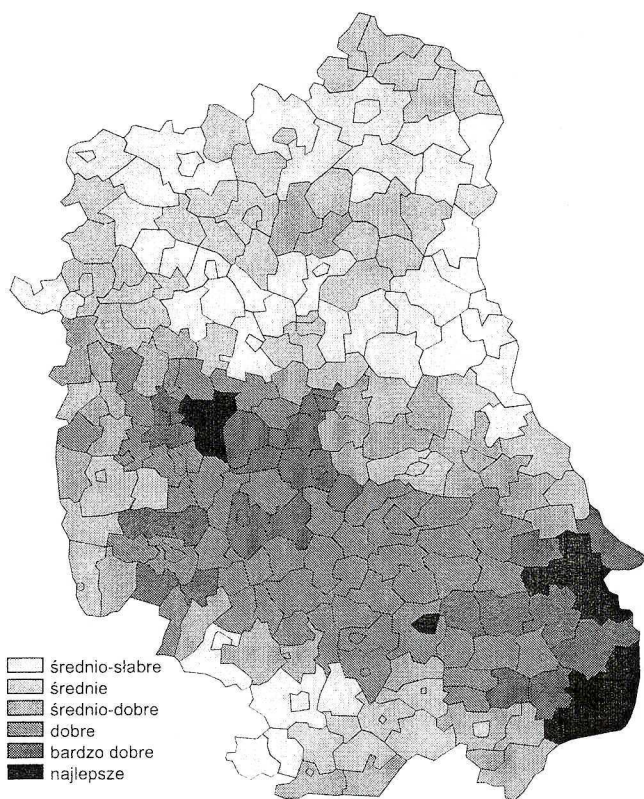 średnio-słabre
średnie
średnio-dobre
dobre
bardzo dobre
najlepsze